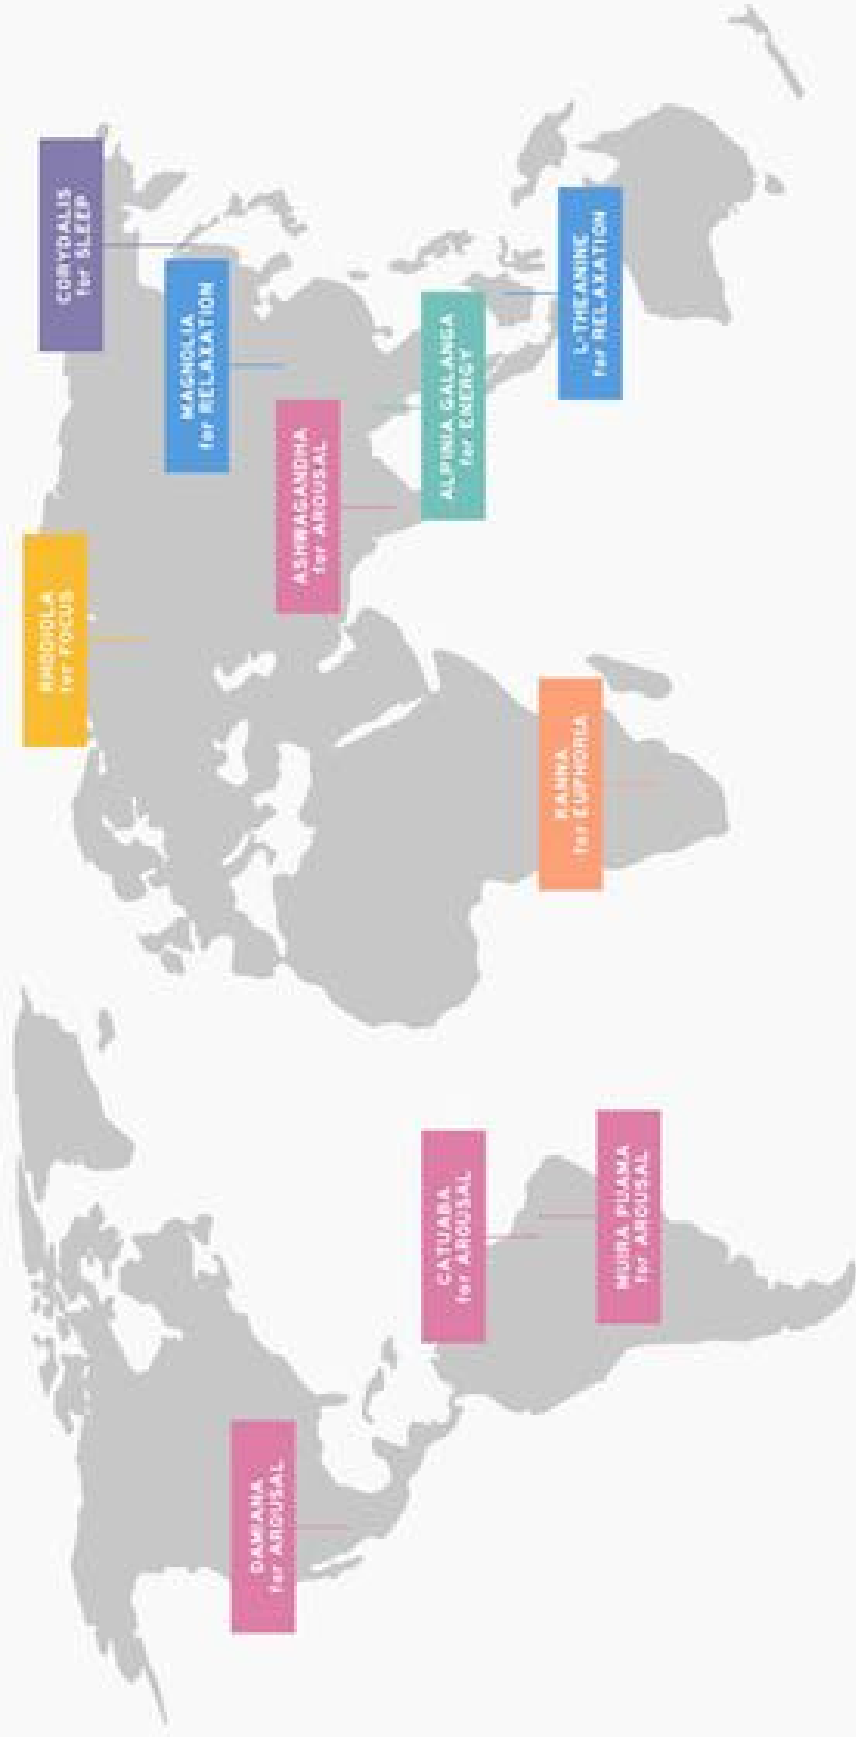 RHODIOLA
for FOCUS
CORYDALIS
for SLEEP
MAGNOLIA
for RELAXATION
DAMIANA
for AROUSAL
ASHWAGANDHA
for AROUSAL
CATUABA
for AROUSAL
ALPINIA GALANGA
for ENERGY
KANNA
for EUPHORIA
L-THEANINE
for RELAXATION
MUIRA PUAMA
for AROUSAL